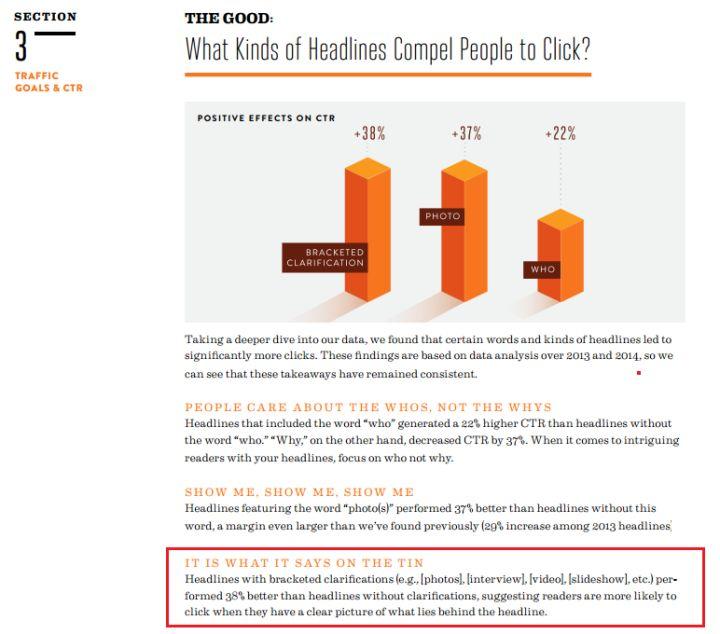 SECTION
3
TRAFFIC
GOALS & CTR
THE GOOD:
What Kinds of Headlines Compel People to Click?
POSITIVE EFFECTS ON CTR
+38%
+37%
+22%
PHOTO
BRACKETED
CLARIFICATION
WHO
Taking a deeper dive into our data, we found that certain words and kinds of headlines led to
significantly more clicks. These findings are based on data analysis over 2013 and 2014, so we
can see that these takeaways have remained consistent.
PEOPLE CARE ABOUT THE WHOS, NOT THE WHYS
Headlines that included the word “who” generated a 22% higher CTR than headlines without
the word “who.” “Why,” on the other hand, decreased CTR by 37%. When it comes to intriguing
readers with your headlines, focus on who not why.
SHOW ME, SHOW ME, SHOW ME
Headlines featuring the word “photo(s)” performed 37% better than headlines without this
word, a margin even larger than we’ve found previously (29% increase among 2013 headlines
IT IS WHAT IT SAYS ON THE TIN
Headlines with bracketed clarifications (e.g., [photos], [interview], [video], [slideshow], etc.) per-
formed 38% better than headlines without clarifications, suggesting readers are more likely to
click when they have a clear picture of what lies behind the headline.